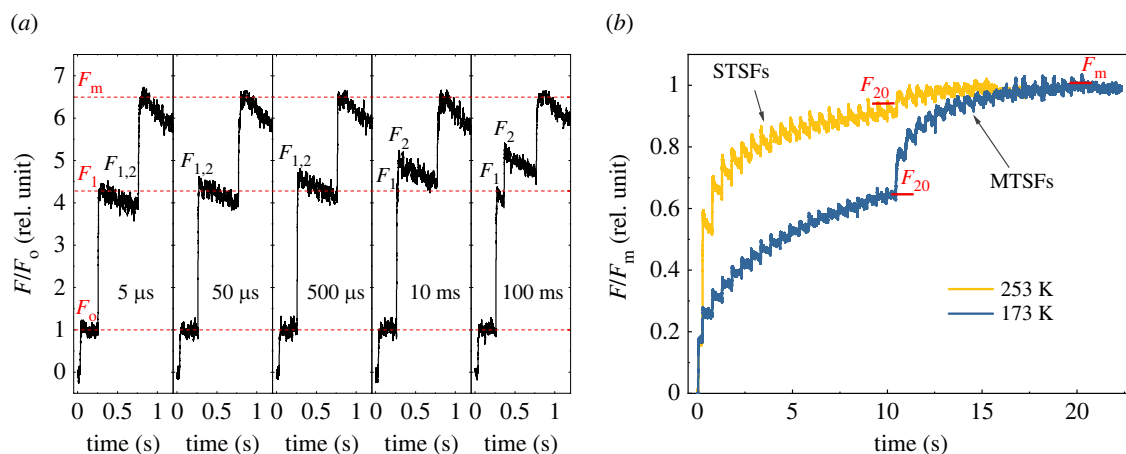 (a)
(b)
F/Fo (rel. unit)
7
6
5
4
3
2
1
0
Fm
F1
Fo
F1,2
5 µs
F1,2
50 µs
F1,2
500 µs
F2
F1
10 ms
F2
F1
100 ms
0 0.5 1
0 0.5 1
0 0.5 1
0 0.5 1
0 0.5 1
time (s)
time (s)
time (s)
time (s)
time (s)
F/Fm (rel. unit)
1
0.8
0.6
0.4
0.2
0
STSFs
F20
Fm
MTSFs
F20
253 K
173 K
0 5 10 15 20
time (s)